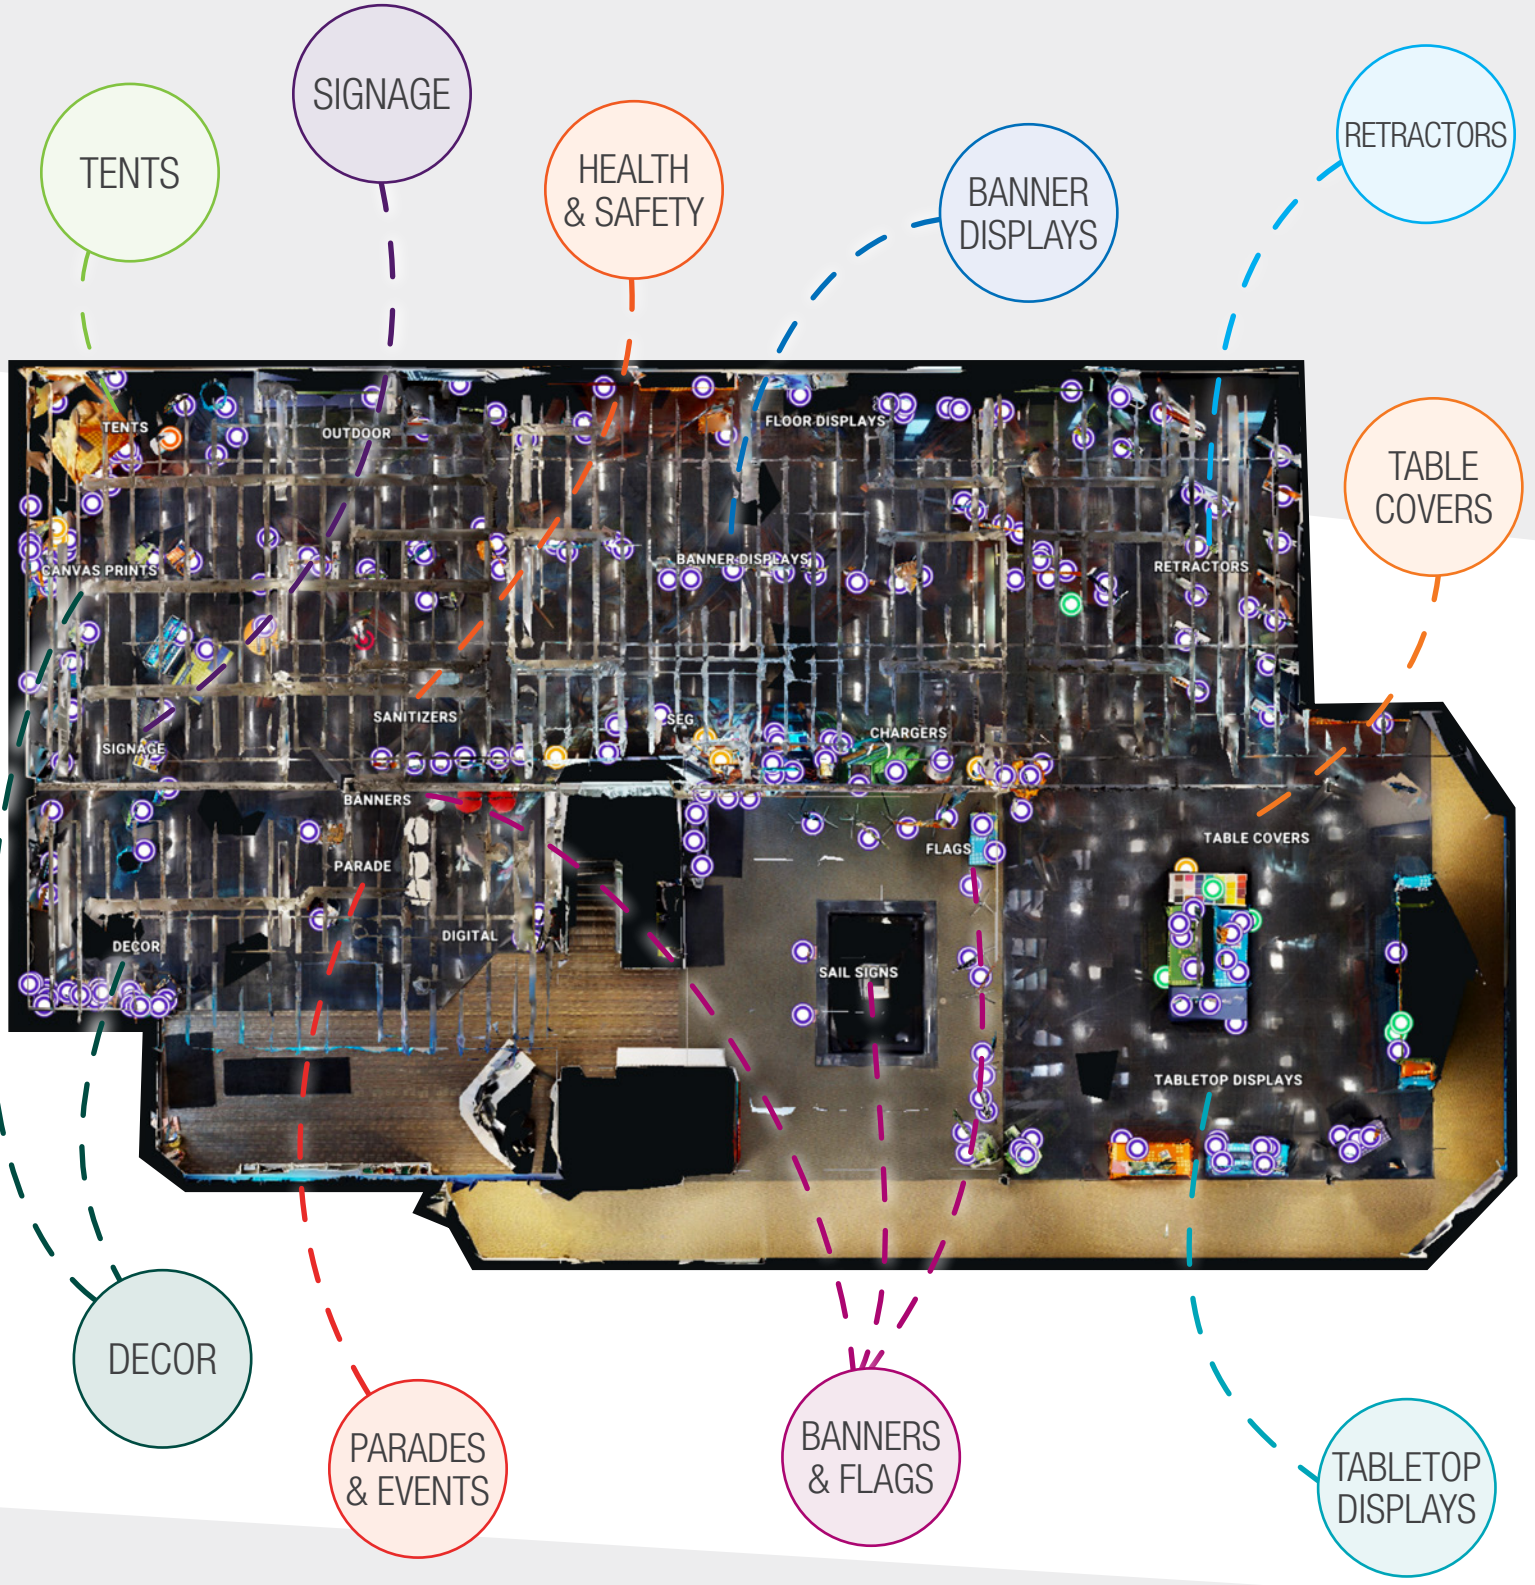 SIGNAGE
TENTS
HEALTH
& SAFETY
BANNER
DISPLAYS
RETRACTORS
TABLE
COVERS
TENTS
OUTDOOR
FLOOR DISPLAYS
CANVAS PRINTS
BANNER DISPLAYS
RETRACTORS
SANITIZERS
SEG
CHARGERS
SIGNAGE
BANNERS
PARADE
FLAGS
TABLE COVERS
DECOR
DIGITAL
SAIL SIGNS
TABLETOP DISPLAYS
DECOR
PARADES
& EVENTS
BANNERS
& FLAGS
TABLETOP
DISPLAYS